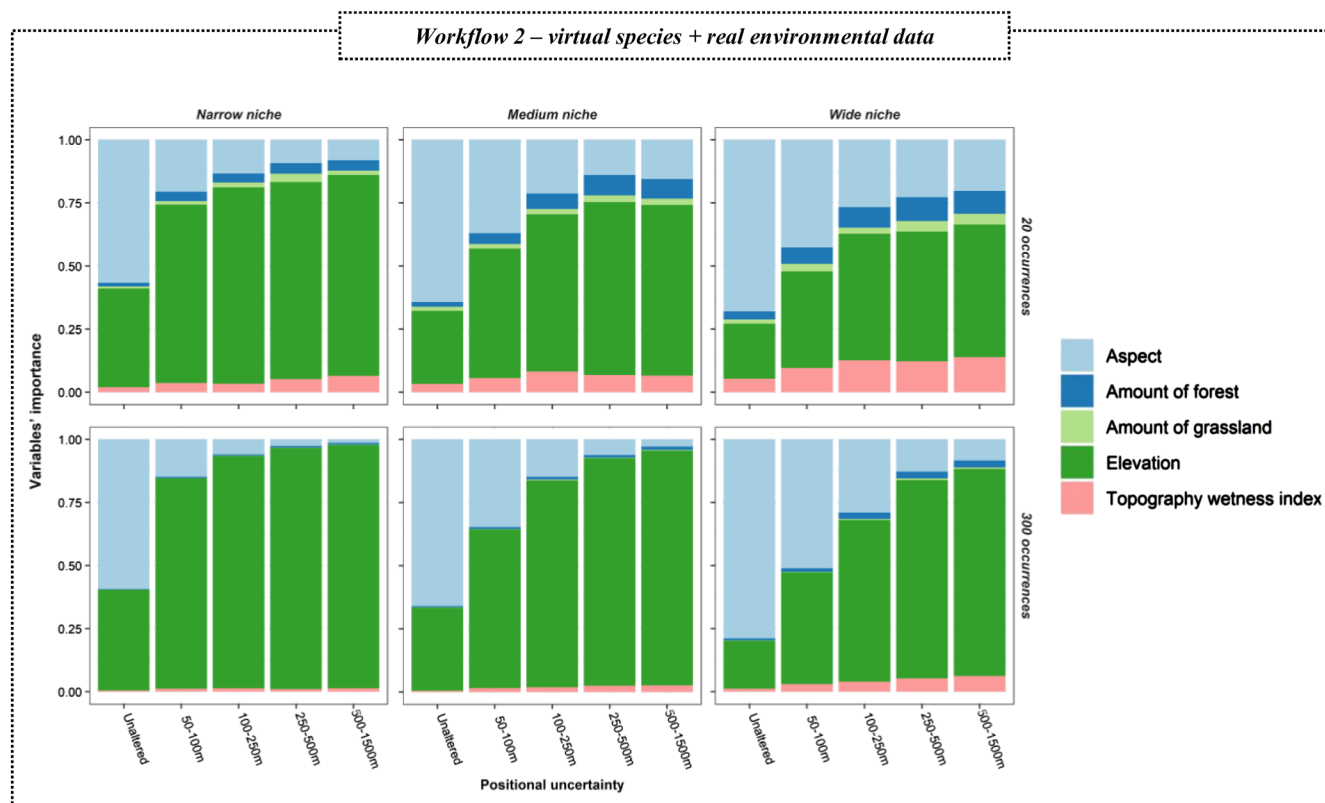 Workflow 2 – virtual species + real environmental data
Narrow niche
Medium niche
Wide niche
Variables' importance
1.00
0.75
0.50
0.25
0.00
20 occurrences
1.00
0.75
0.50
0.25
0.00
300 occurrences
Unaltered
50-100m
100-250m
250-500m
500-1500m
Unaltered
50-100m
100-250m
250-500m
500-1500m
Unaltered
50-100m
100-250m
250-500m
500-1500m
Positional uncertainty
Aspect
Amount of forest
Amount of grassland
Elevation
Topography wetness index